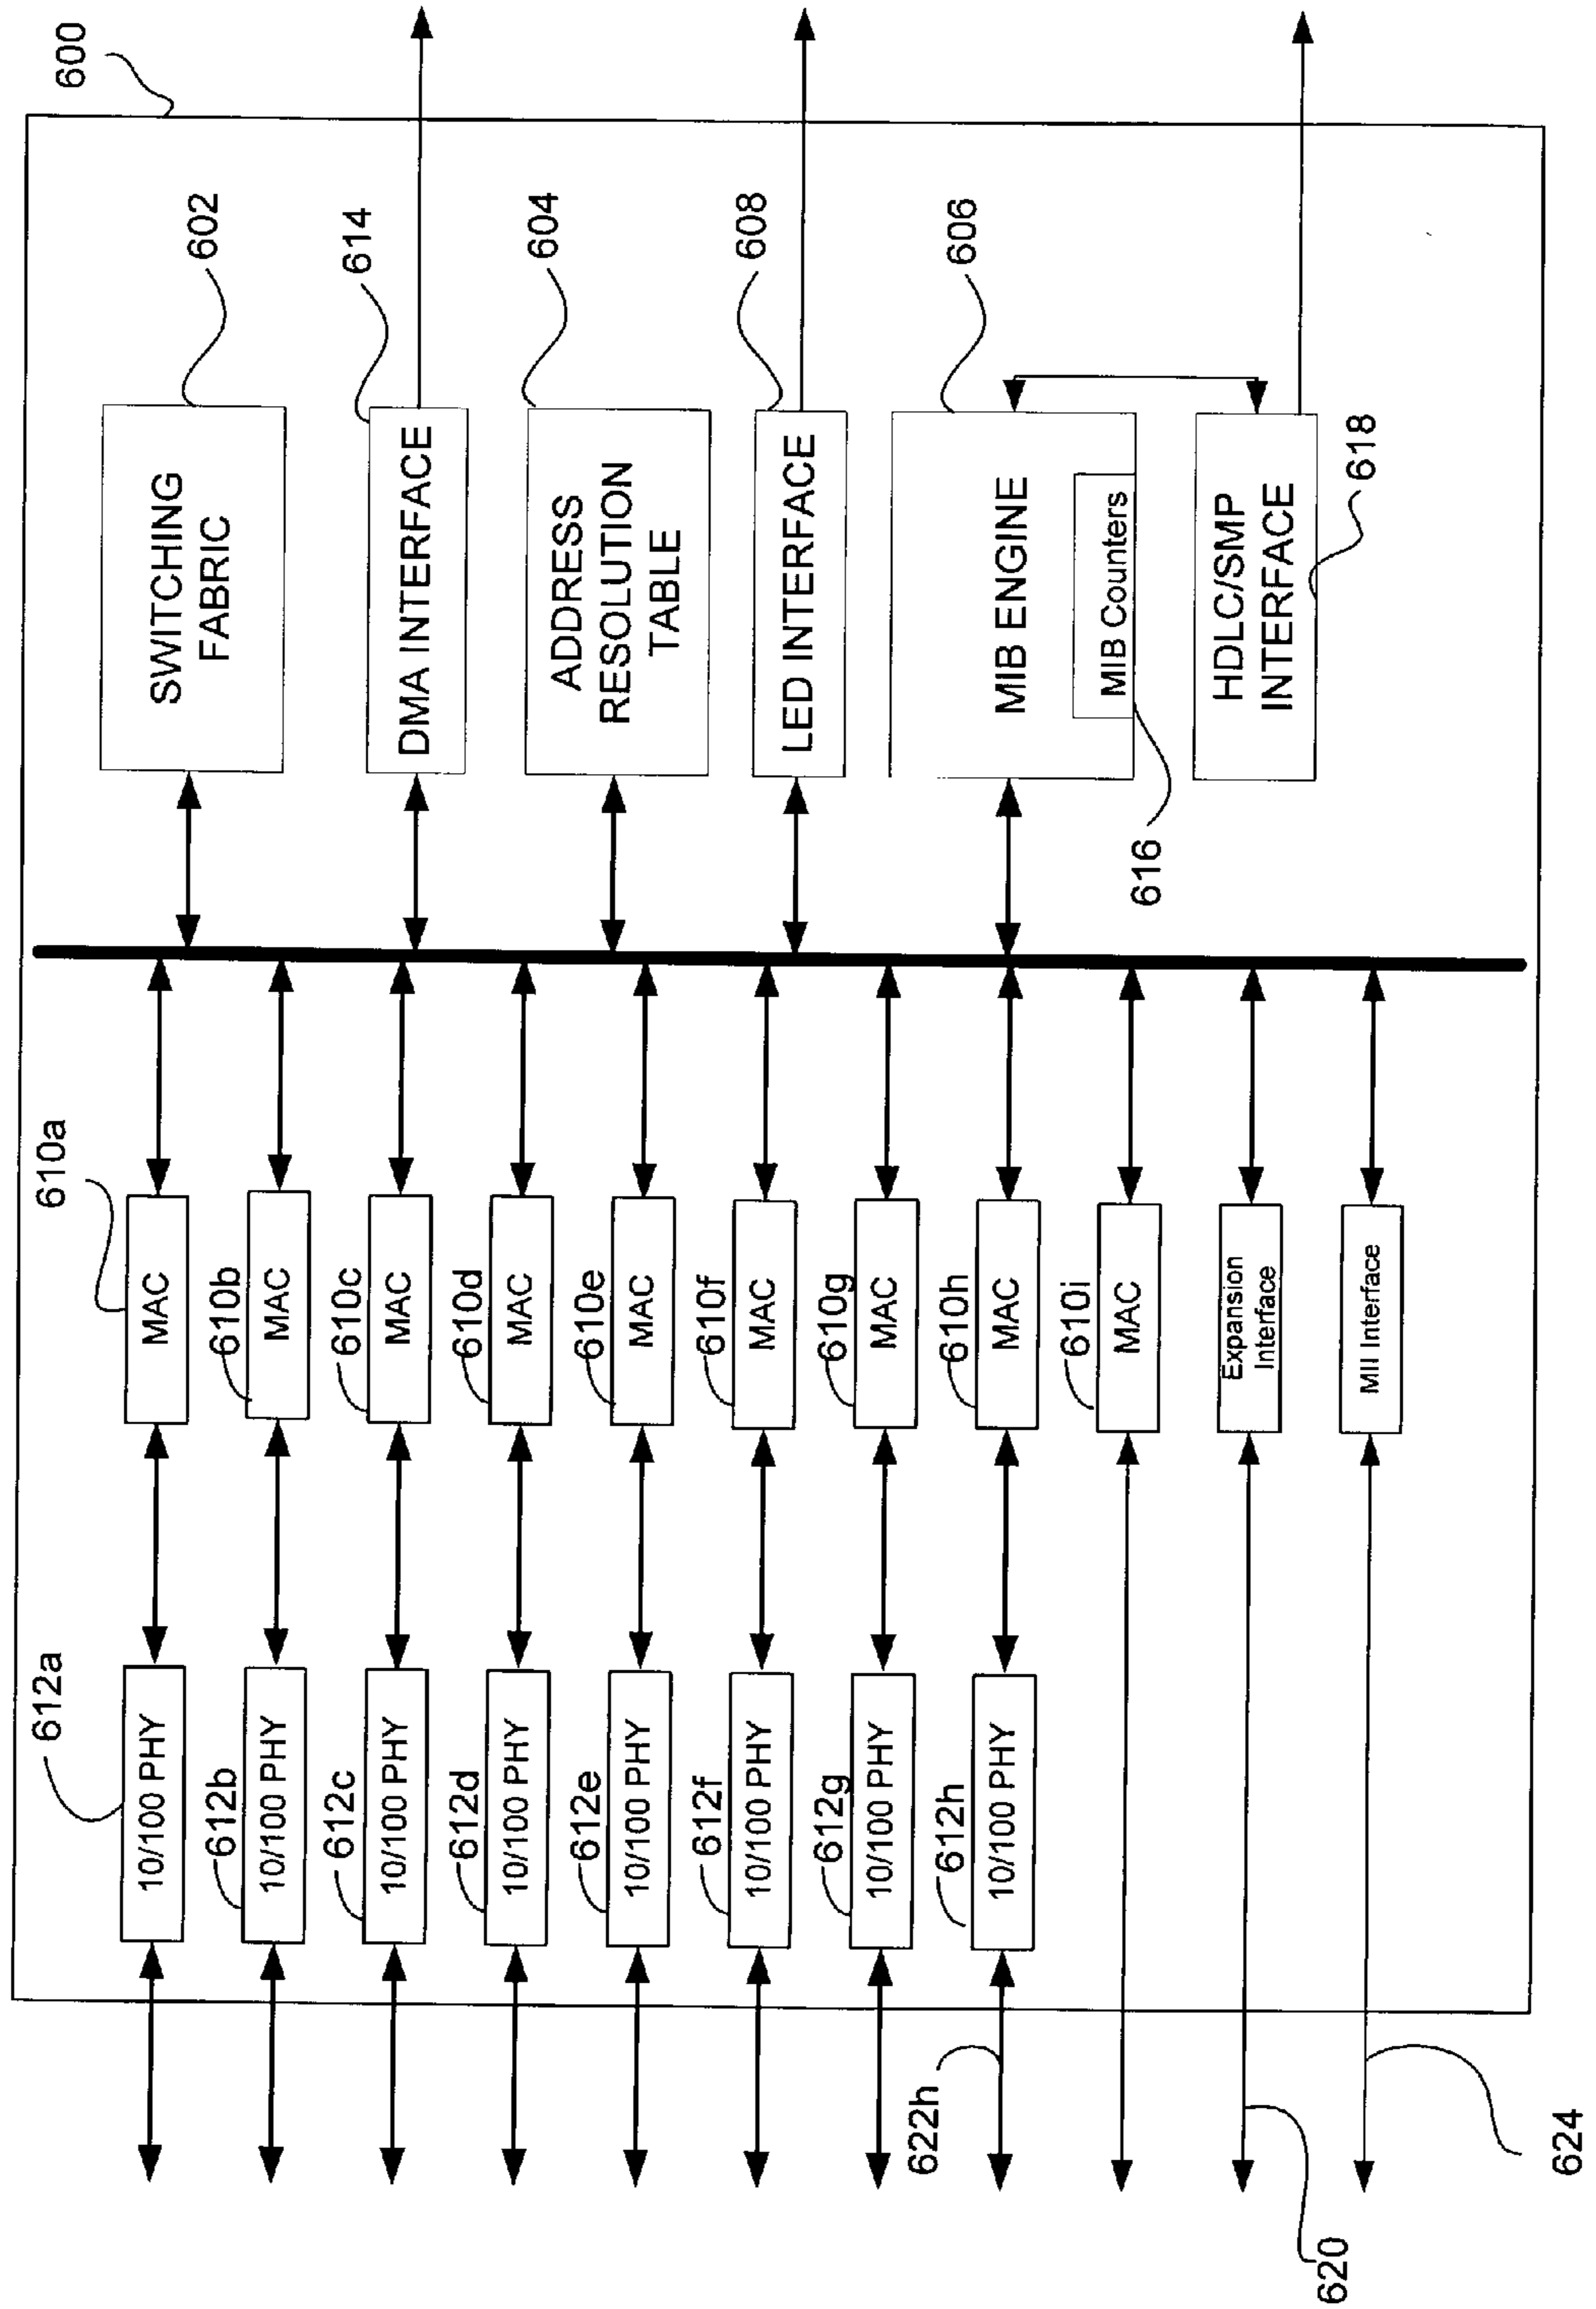 612a
610a
600
10/100 PHY
MAC
SWITCHING
FABRIC
602
612b
610b
10/100 PHY
MAC
612c
610c
614
10/100 PHY
MAC
DMA INTERFACE
612d
610d
604
10/100 PHY
MAC
ADDRESS
RESOLUTION
TABLE
612e
610e
10/100 PHY
MAC
612f
610f
608
10/100 PHY
MAC
LED INTERFACE
612g
610g
10/100 PHY
MAC
622h
612h
610h
606
10/100 PHY
MAC
MIB ENGINE
610i
MAC
MIB Counters
616
Expansion
Interface
HDLC/SMP
INTERFACE
620
MII Interface
618
624